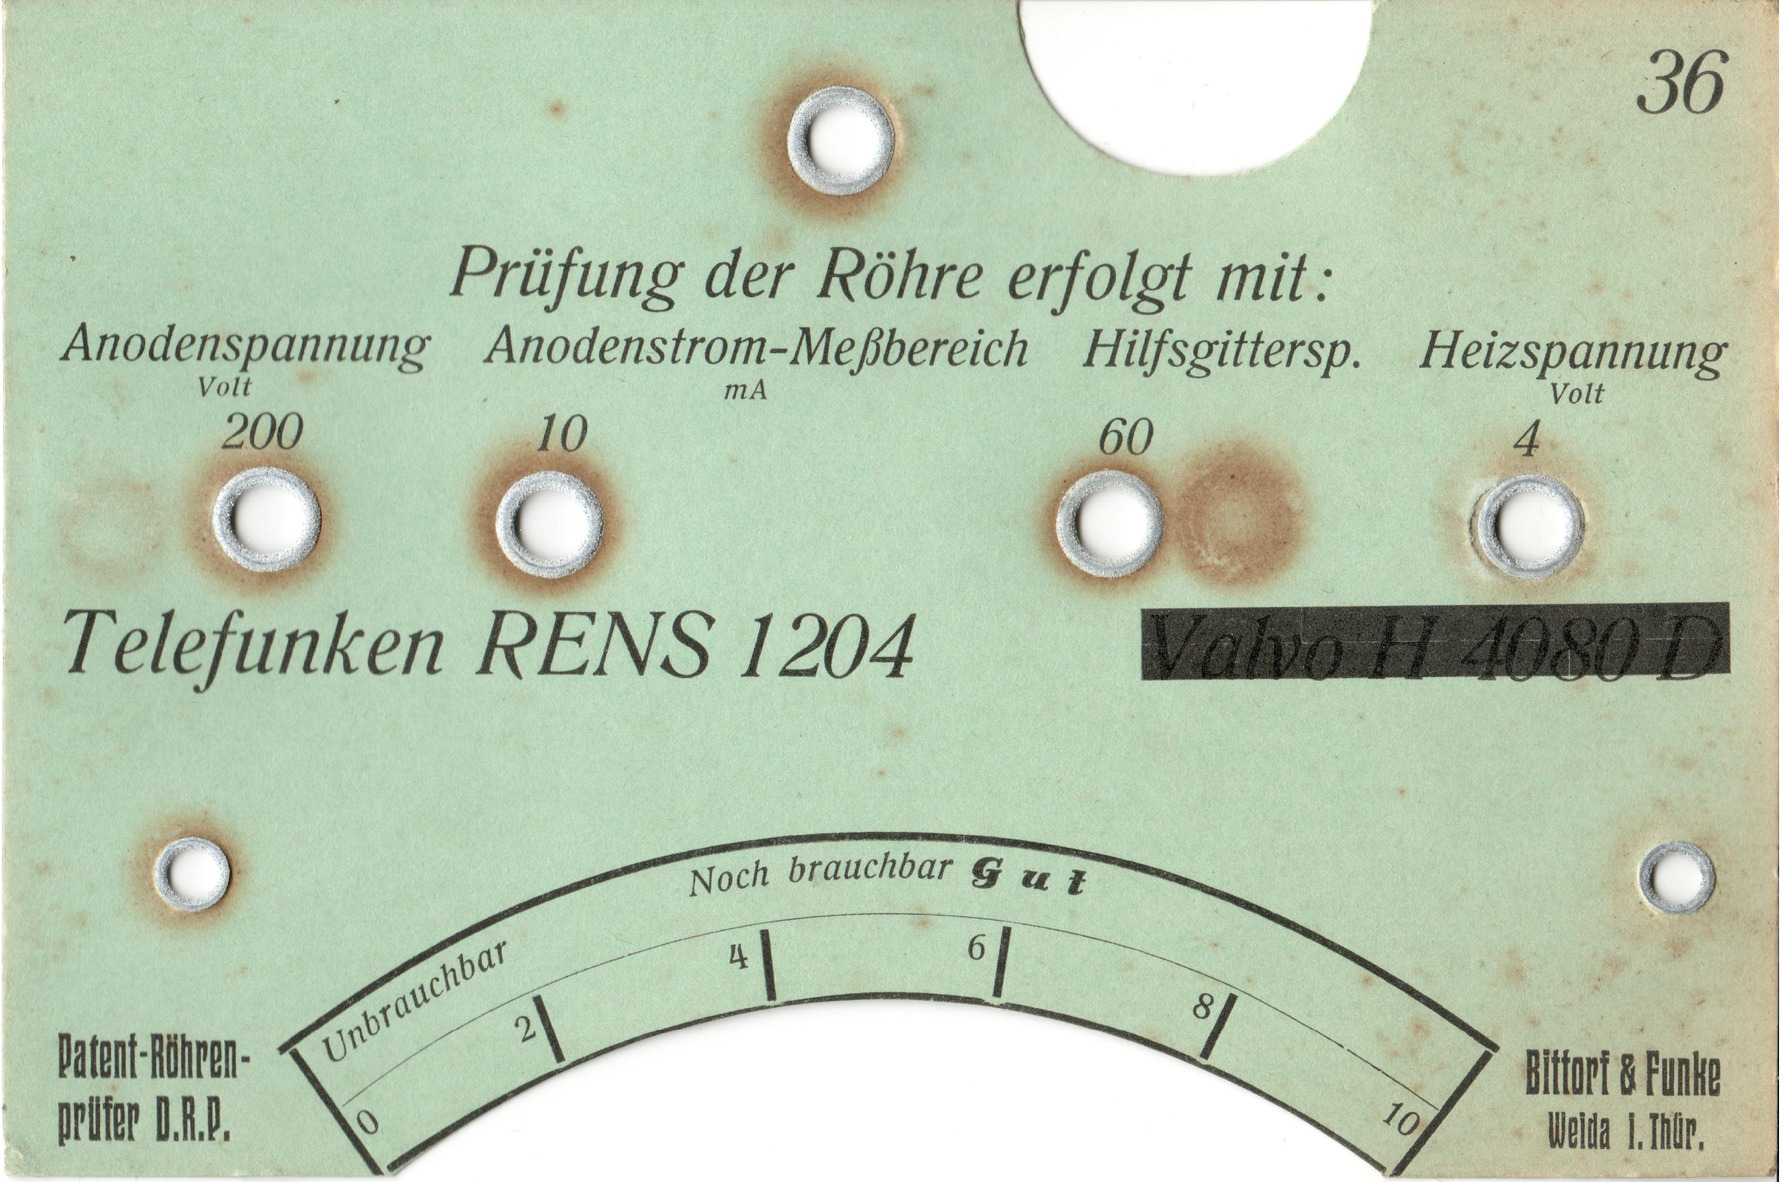 36
Prüfung der Röhre erfolgt mit:
Anodenspannung Anodenstrom-Meßbereich Hilfsgittersp. Heizspannung
Volt mA Volt
200 10 60 4
Telefunken RENS 1204 Valvo H 4080 D
Noch brauchbar Gut
Unbrauchbar
0 2 4 6 8 10
Patent-Röhren-
prüfer D.R.P.
Bittorf & Funke
Weida i. Thür.